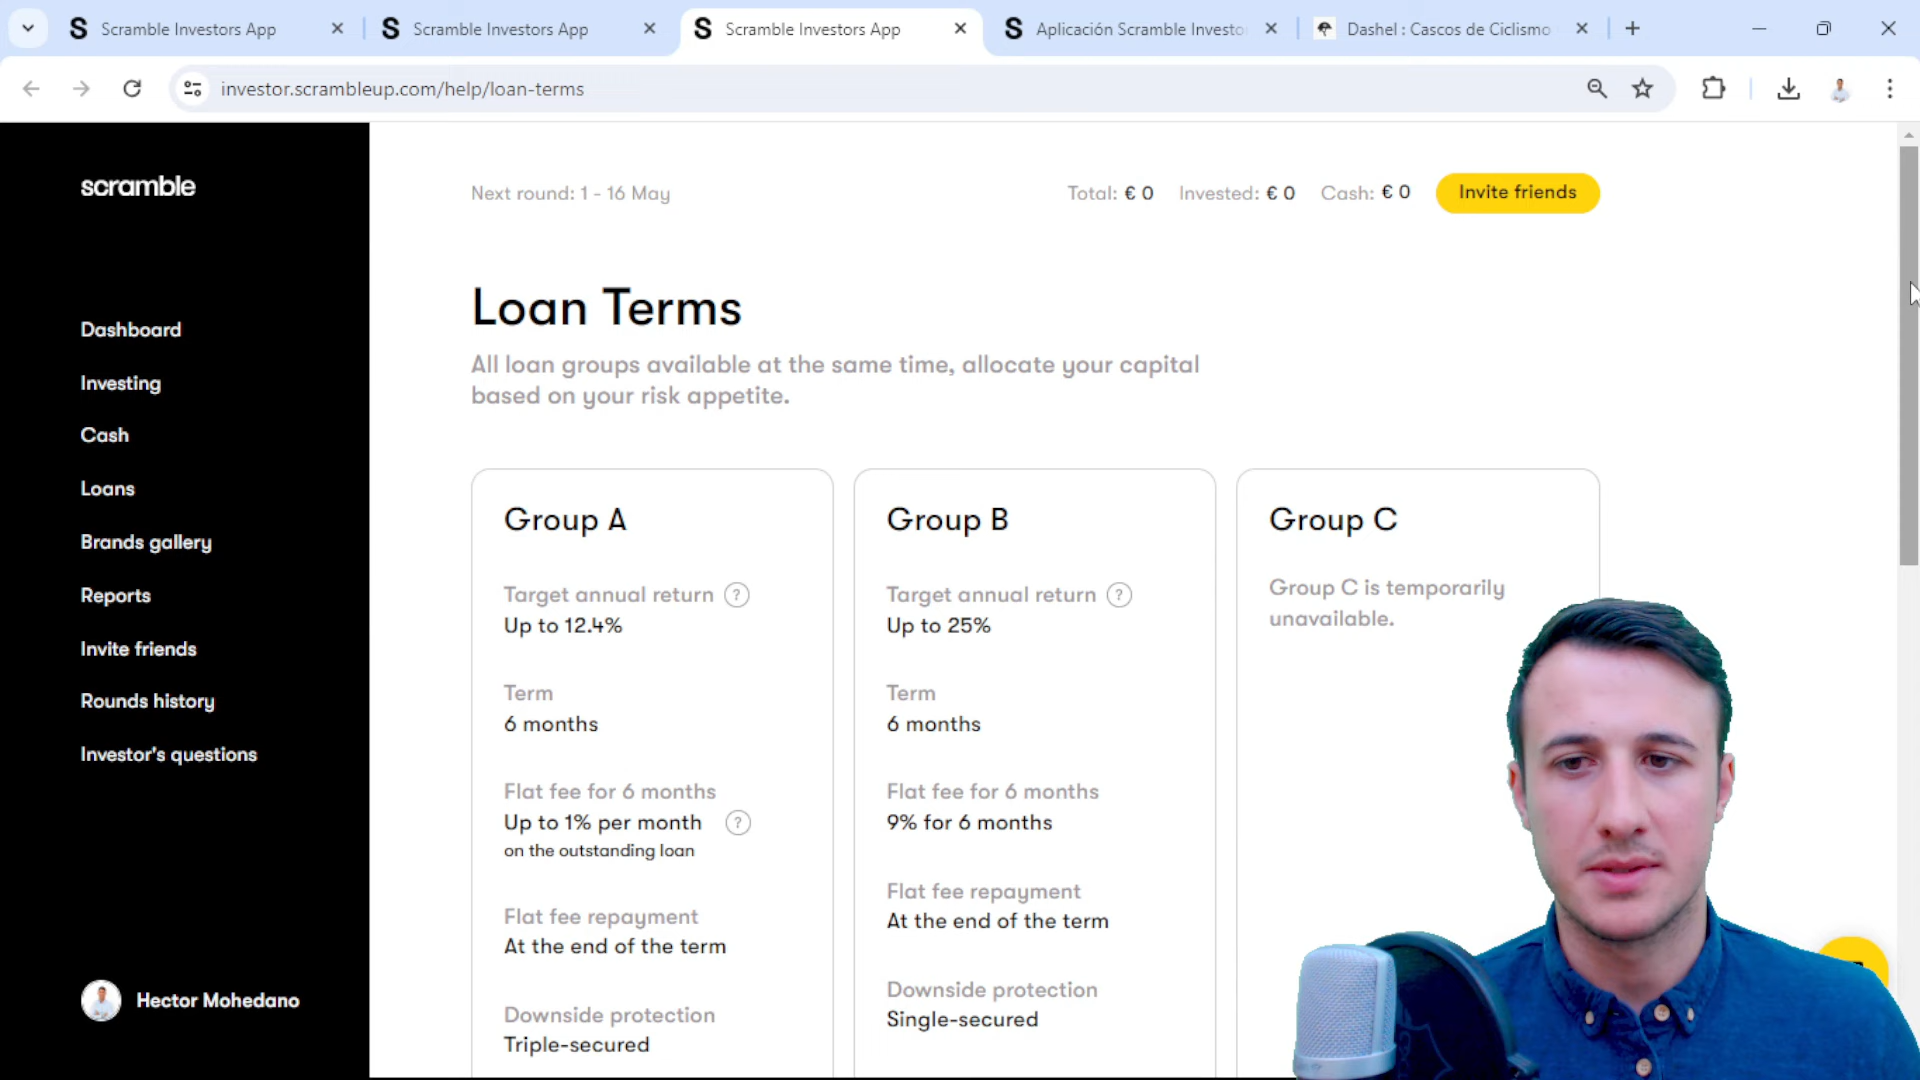 Scramble Investors App
Scramble Investors App
Scramble Investors App
Aplicación Scramble Investo
Dashel : Cascos de Ciclismo
investor.scrambleup.com/help/loan-terms
scramble
Dashboard
Investing
Cash
Loans
Brands gallery
Reports
Invite friends
Rounds history
Investor's questions
Hector Mohedano
Next round: 1 - 16 May
Total: € 0 Invested: € 0 Cash: € 0 Invite friends
Loan Terms
All loan groups available at the same time, allocate your capital
based on your risk appetite.
Group A
Target annual return ?
Up to 12.4%
Term
6 months
Flat fee for 6 months
Up to 1% per month ?
on the outstanding loan
Flat fee repayment
At the end of the term
Downside protection
Triple-secured
Group B
Target annual return ?
Up to 25%
Term
6 months
Flat fee for 6 months
9% for 6 months
Flat fee repayment
At the end of the term
Downside protection
Single-secured
Group C
Group C is temporarily
unavailable.